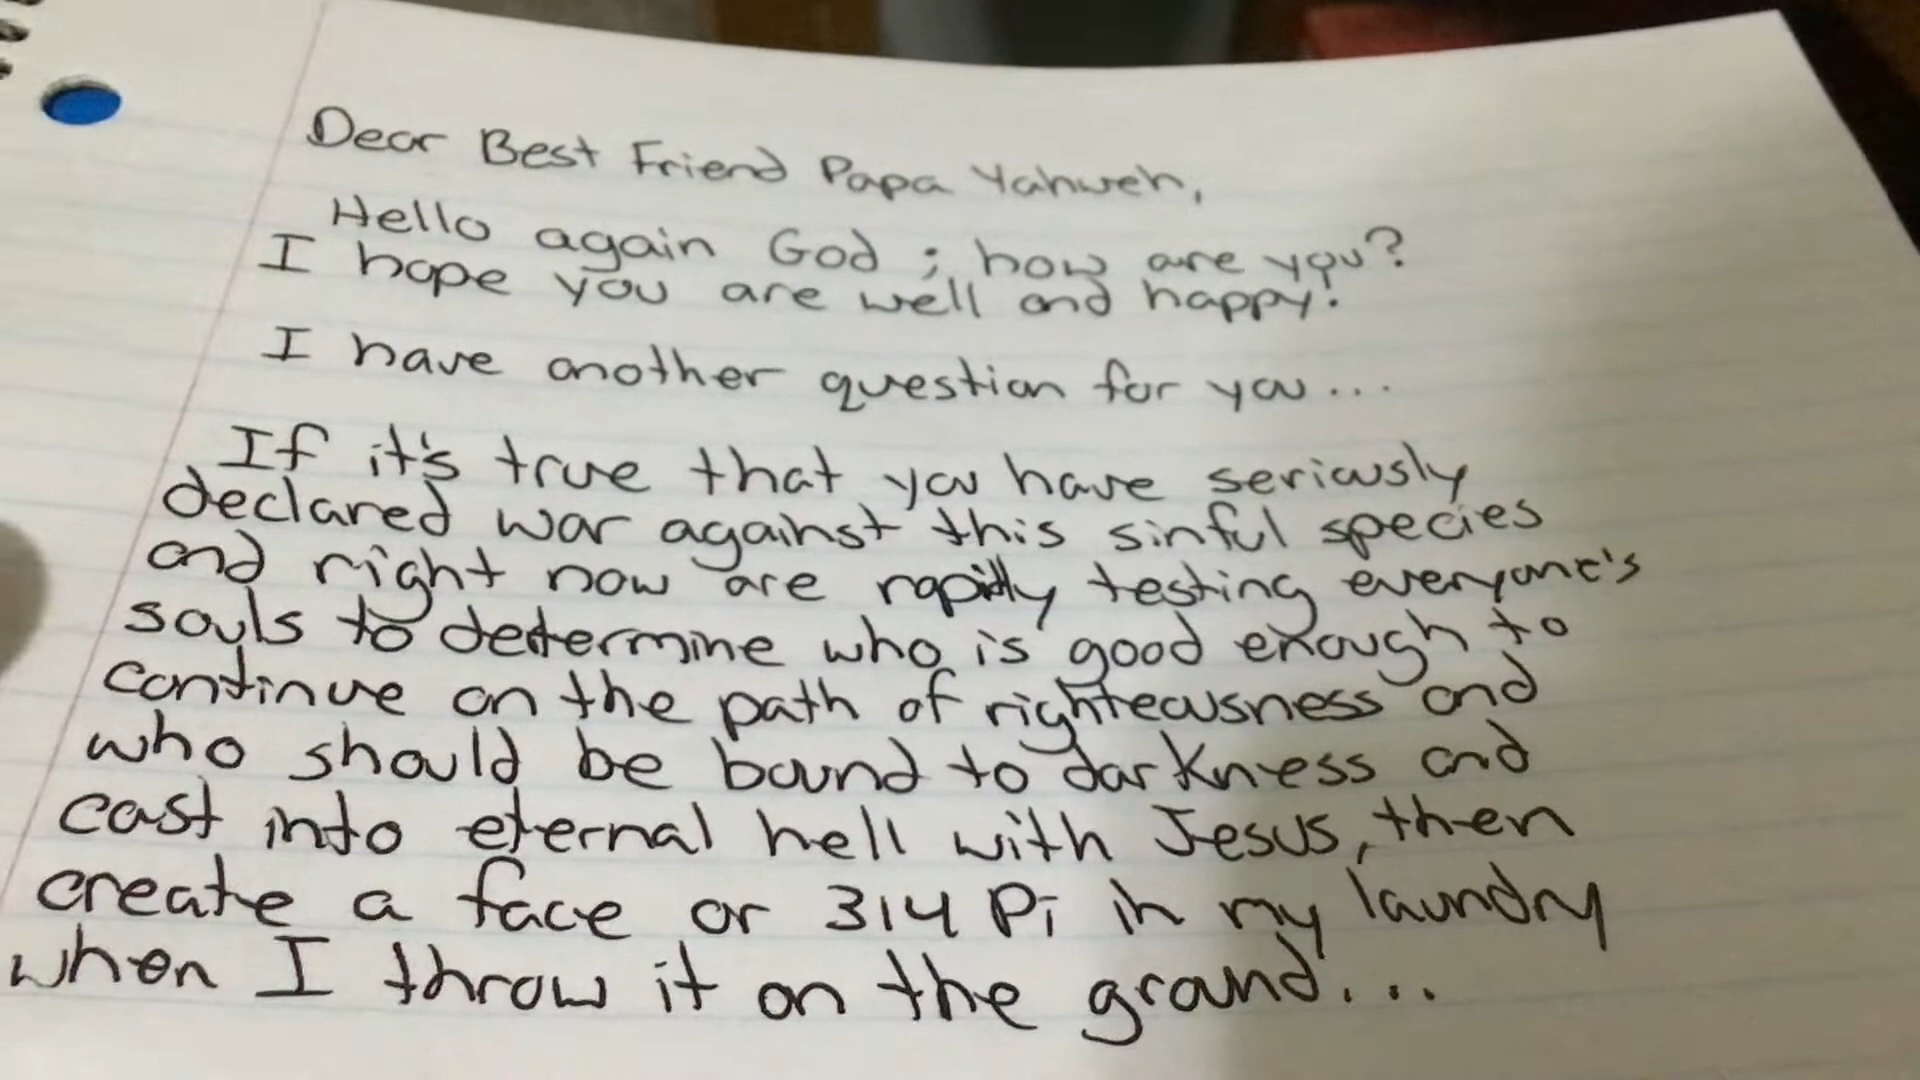 Dear Best Friend Papa Yahweh,
Hello again God ; how are you?
I hope you are well and happy!
I have another question for you...
If it's true that you have seriously
declared war against this sinful species
and right now are rapidly testing everyone's
souls to determine who is good enough to
continue on the path of righteousness and
who should be bound to darkness and
cast into eternal hell with Jesus, then
create a face or 314 Pi in my laundry
when I throw it on the ground...